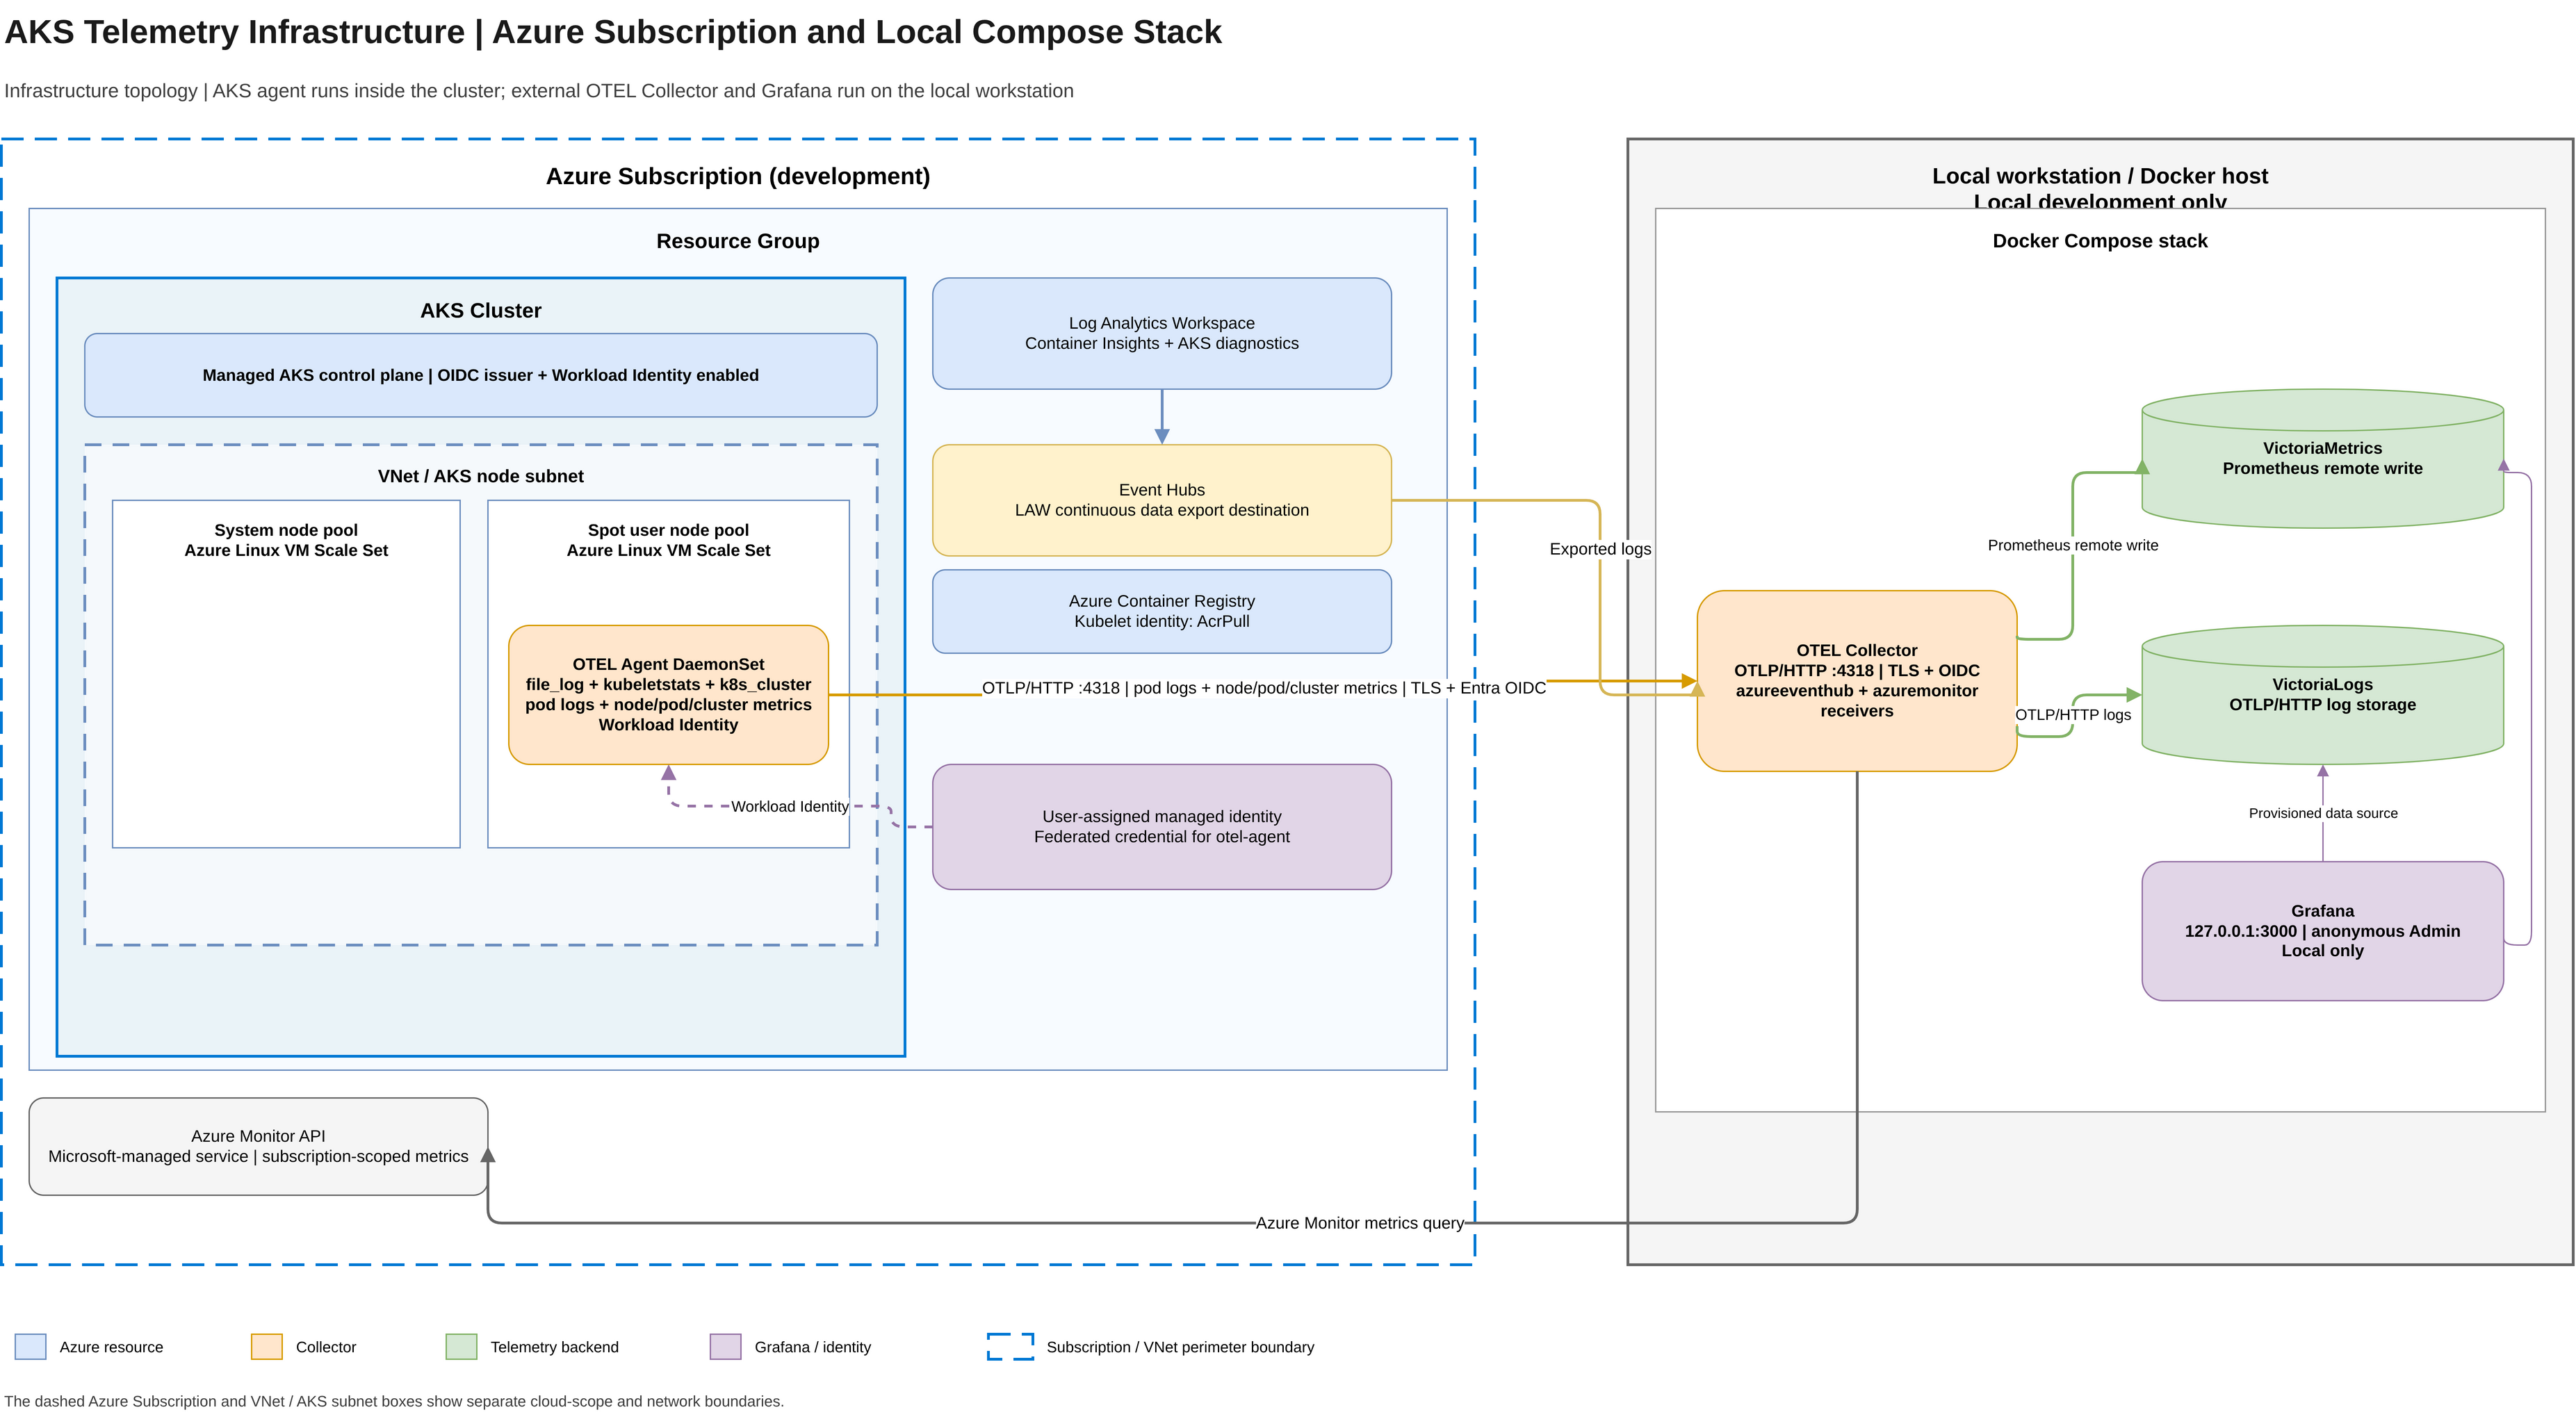 AKS Telemetry Infrastructure | Azure Subscription and Local Compose Stack
Infrastructure topology | AKS agent runs inside the cluster; external OTEL Collector and Grafana run on the local workstation
Azure Subscription (development)
Resource Group
AKS Cluster
Managed AKS control plane | OIDC issuer + Workload Identity enabled
VNet / AKS node subnet
System node pool
Azure Linux VM Scale Set
Spot user node pool
Azure Linux VM Scale Set
OTEL Agent DaemonSet
file_log + kubeletstats + k8s_cluster
pod logs + node/pod/cluster metrics
Workload Identity
Workload Identity
Log Analytics Workspace
Container Insights + AKS diagnostics
Event Hubs
LAW continuous data export destination
Azure Container Registry
Kubelet identity: AcrPull
OTLP/HTTP :4318 | pod logs + node/pod/cluster metrics | TLS + Entra OIDC
User-assigned managed identity
Federated credential for otel-agent
Exported logs
Azure Monitor API
Microsoft-managed service | subscription-scoped metrics
Azure Monitor metrics query
Local workstation / Docker host
Local development only
Docker Compose stack
OTEL Collector
OTLP/HTTP :4318 | TLS + OIDC
azureeventhub + azuremonitor
receivers
Prometheus remote write
OTLP/HTTP logs
VictoriaMetrics
Prometheus remote write
VictoriaLogs
OTLP/HTTP log storage
Provisioned data source
Grafana
127.0.0.1:3000 | anonymous Admin
Local only
Azure resource
Collector
Telemetry backend
Grafana / identity
Subscription / VNet perimeter boundary
The dashed Azure Subscription and VNet / AKS subnet boxes show separate cloud-scope and network boundaries.